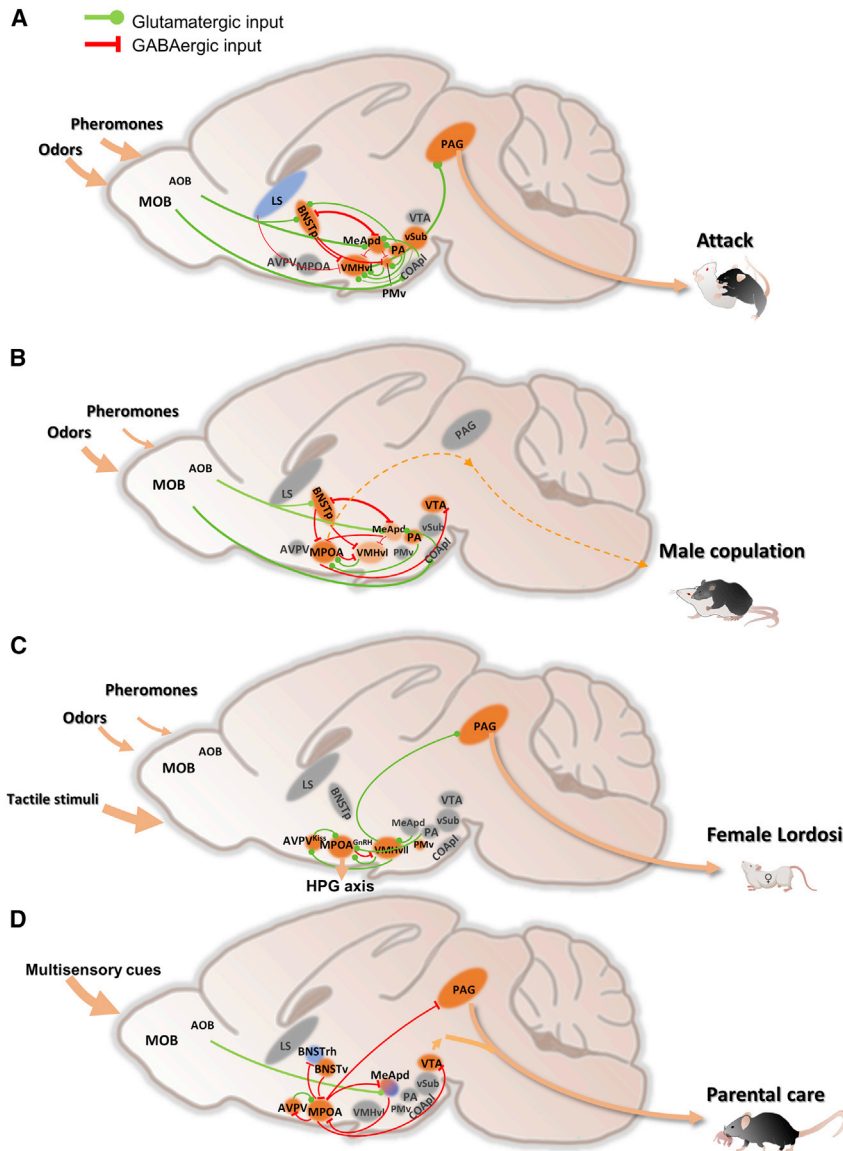 A
Glutamatergic input
GABAergic input
Pheromones
Odors
MOB
AOB
LS
BNSTp
PAG
VTA
MeApd
vSub
PA
AVPV
MPOA
VMHvl
COApl
PMv
Attack
B
Pheromones
Odors
MOB
AOB
LS
BNSTp
PAG
VTA
MeApd
vSub
PA
AVPV
MPOA
VMHvl
PMv
COApl
Male copulation
C
Pheromones
Odors
MOB
AOB
Tactile stimuli
LS
BNSTp
PAG
VTA
MeApd
vSub
PA
AVPVKiss
MPOAGnRH
VMHvll
PMv
COApl
HPG axis
Female Lordosi
♀
D
Multisensory cues
MOB
AOB
LS
BNSTrh
BNSTv
PAG
MeApd
VTA
vSub
PA
AVPV
MPOA
VMHvl
PMv
COApl
Parental care